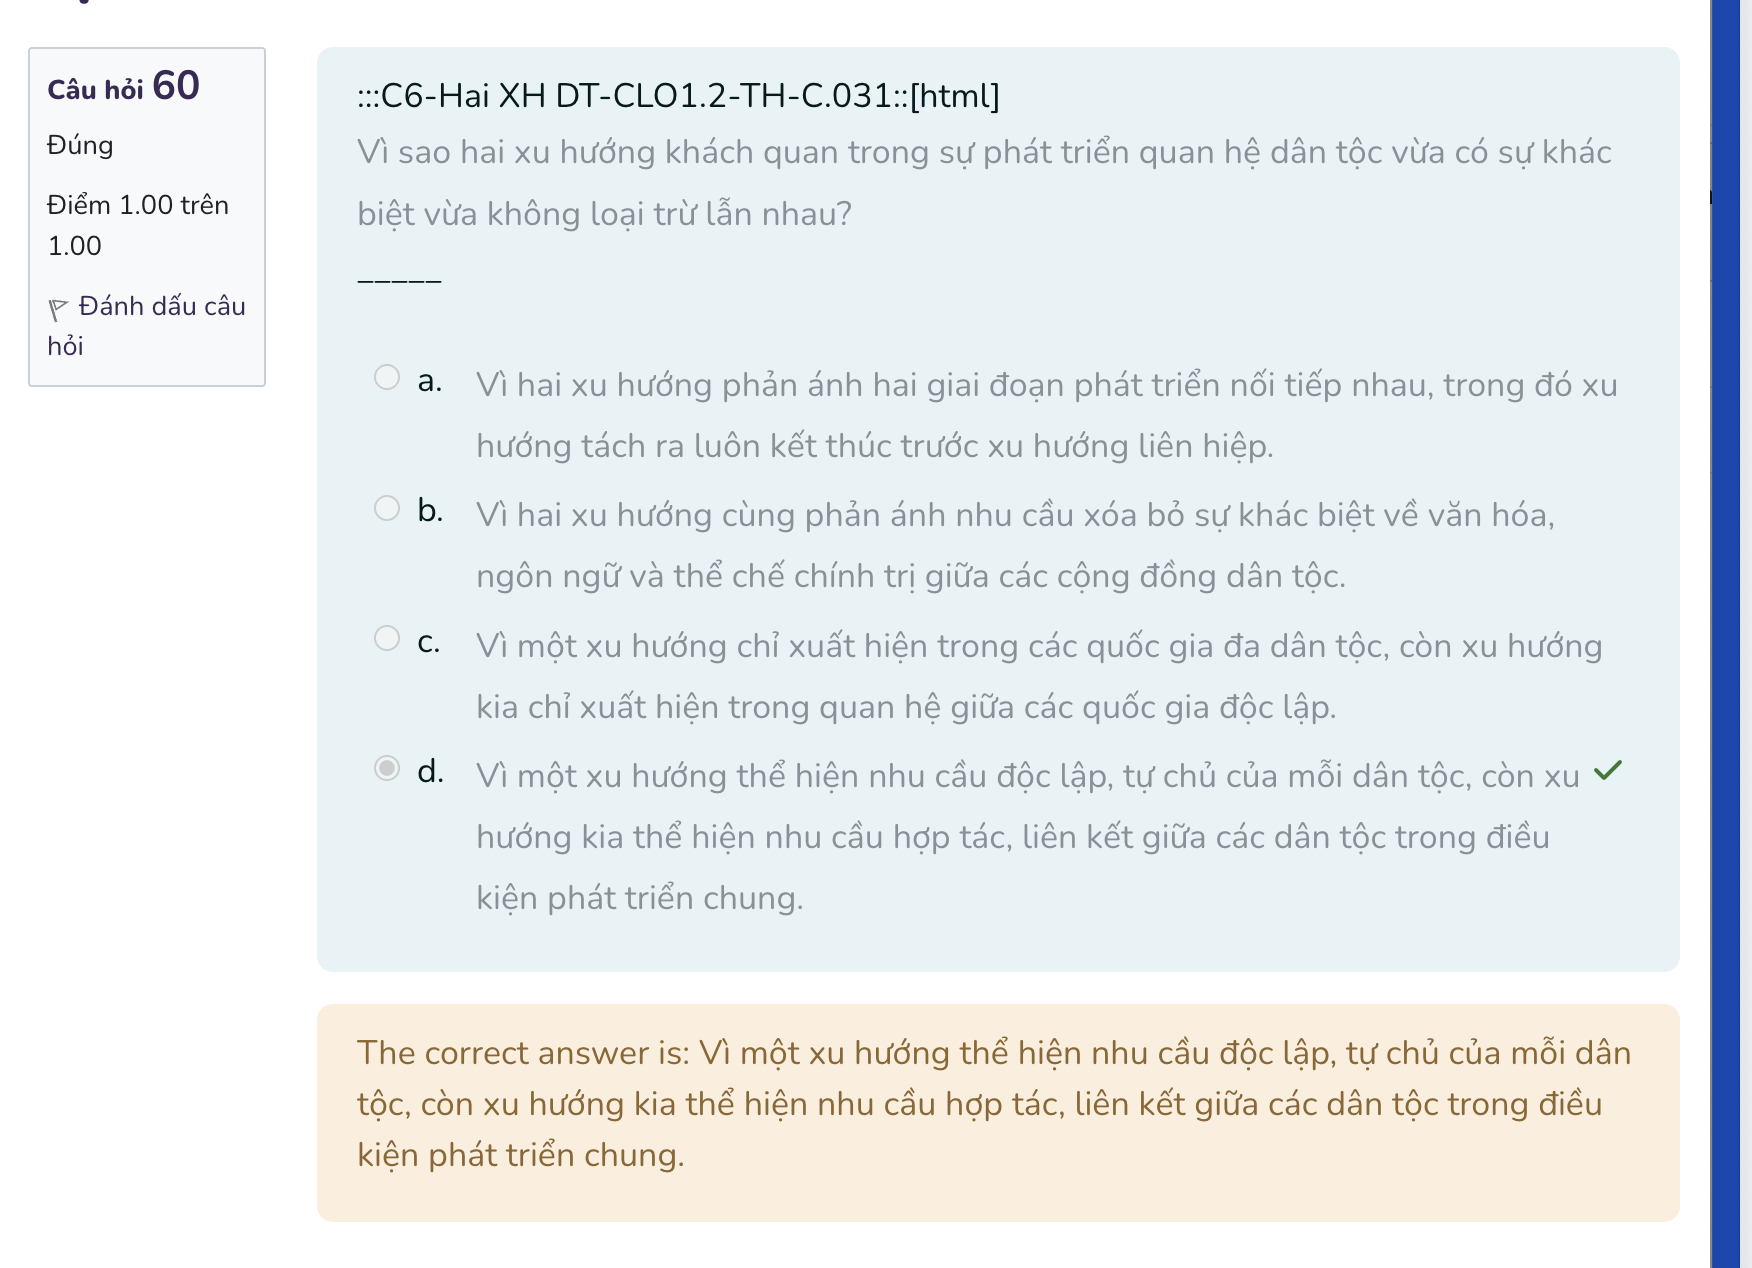 Câu hỏi 60
Đúng
Điểm 1.00 trên
1.00
Đánh dấu câu
hỏi
:::C6-Hai XH DT-CLO1.2-TH-C.031::[html]
Vì sao hai xu hướng khách quan trong sự phát triển quan hệ dân tộc vừa có sự khác
biệt vừa không loại trừ lẫn nhau?
_____
a. Vì hai xu hướng phản ánh hai giai đoạn phát triển nối tiếp nhau, trong đó xu
hướng tách ra luôn kết thúc trước xu hướng liên hiệp.
b. Vì hai xu hướng cùng phản ánh nhu cầu xóa bỏ sự khác biệt về văn hóa,
ngôn ngữ và thể chế chính trị giữa các cộng đồng dân tộc.
c. Vì một xu hướng chỉ xuất hiện trong các quốc gia đa dân tộc, còn xu hướng
kia chỉ xuất hiện trong quan hệ giữa các quốc gia độc lập.
d. Vì một xu hướng thể hiện nhu cầu độc lập, tự chủ của mỗi dân tộc, còn xu
hướng kia thể hiện nhu cầu hợp tác, liên kết giữa các dân tộc trong điều
kiện phát triển chung.
The correct answer is: Vì một xu hướng thể hiện nhu cầu độc lập, tự chủ của mỗi dân
tộc, còn xu hướng kia thể hiện nhu cầu hợp tác, liên kết giữa các dân tộc trong điều
kiện phát triển chung.